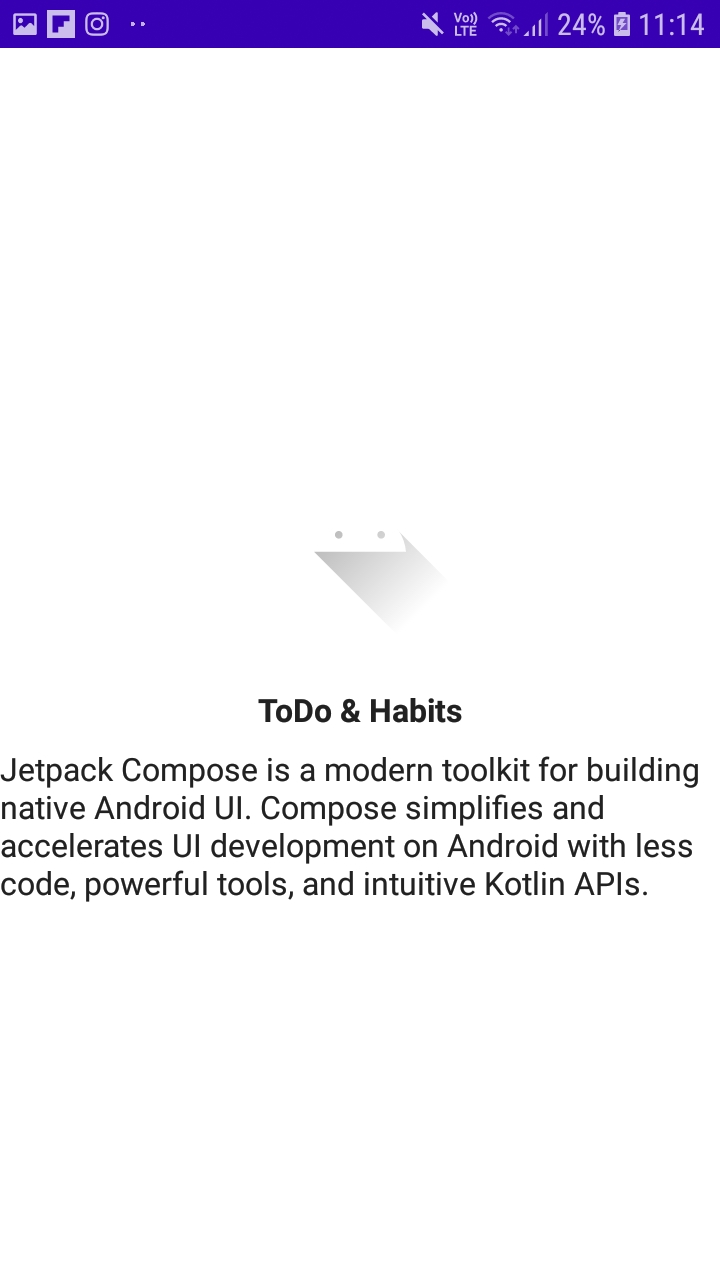 Vo)) LTE 24% 11:14
ToDo & Habits
Jetpack Compose is a modern toolkit for building
native Android UI. Compose simplifies and
accelerates UI development on Android with less
code, powerful tools, and intuitive Kotlin APIs.